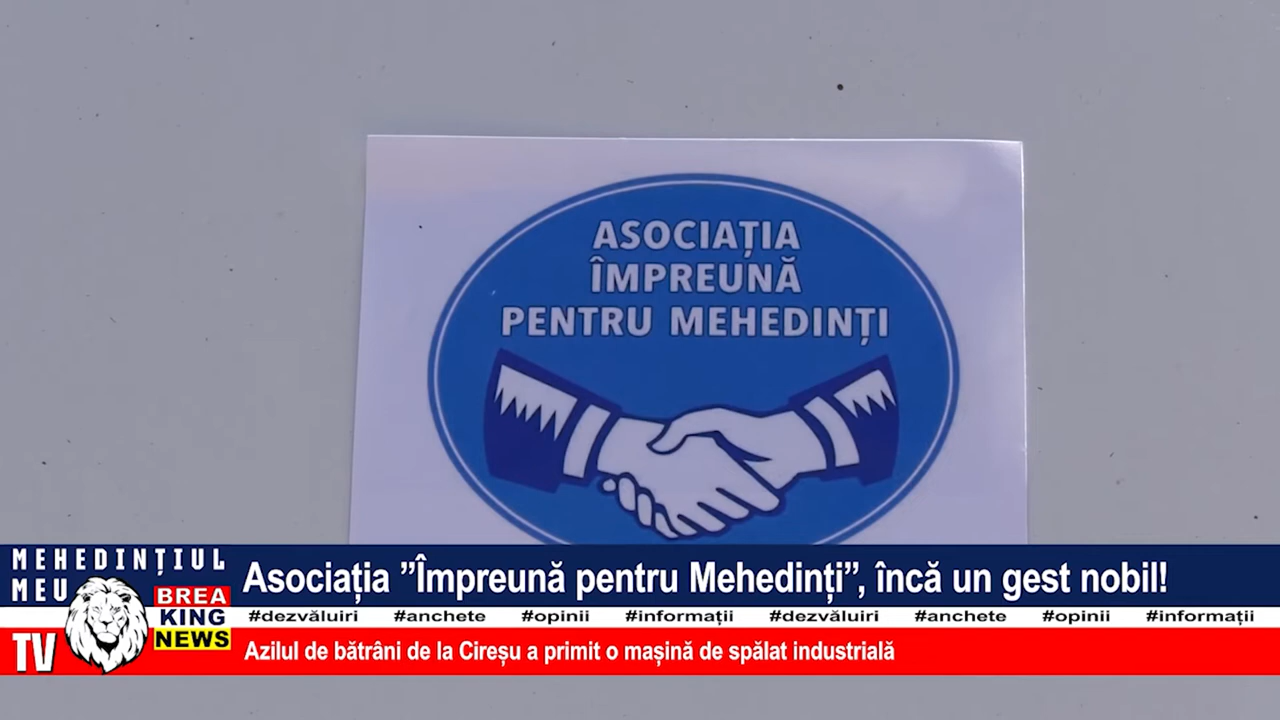 ASOCIAȚIA
ÎMPREUNĂ
PENTRU MEHEDINȚI
MEHEDINȚIUL
MEU
TV
BREA
KING
NEWS
Asociația ”Împreună pentru Mehedinți”, încă un gest nobil!
#dezvăluiri #anchete #opinii #informații #dezvăluiri #anchete #opinii #informații
Azilul de bătrâni de la Cireșu a primit o mașină de spălat industrială